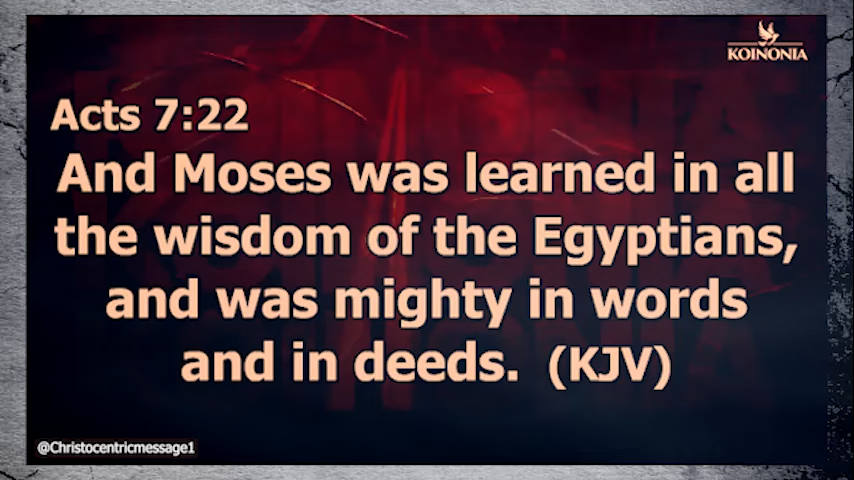 KOINONIA
Acts 7:22
And Moses was learned in all
the wisdom of the Egyptians,
and was mighty in words
and in deeds. (KJV)
@Christocentricmessage1